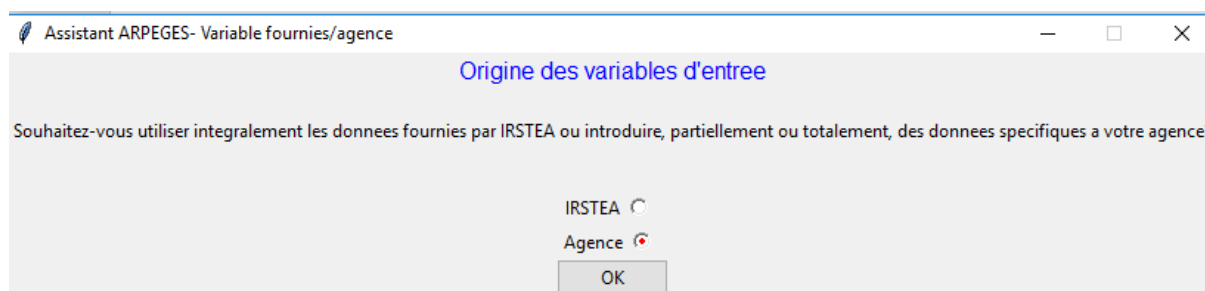 Assistant ARPEGES- Variable fournies/agence
Origine des variables d'entree
Souhaitez-vous utiliser integralement les donnees fournies par IRSTEA ou introduire, partiellement ou totalement, des donnees specifiques a votre agence
IRSTEA
Agence
OK